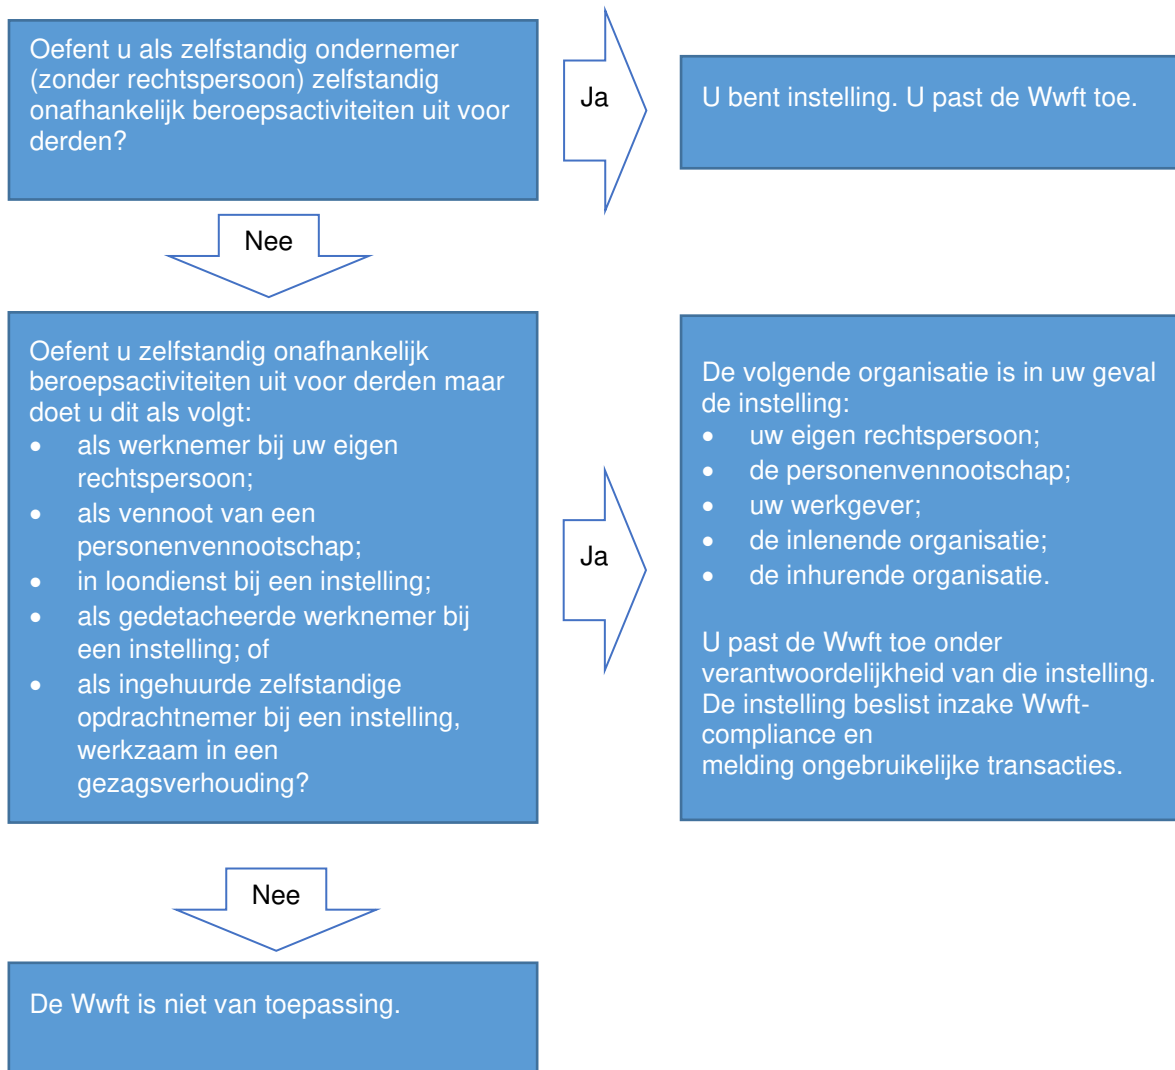 Oefent u als zelfstandig ondernemer
(zonder rechtspersoon) zelfstandig
onafhankelijk beroepsactiviteiten uit voor
derden?
Ja
U bent instelling. U past de Wwft toe.
Nee
Oefent u zelfstandig onafhankelijk
beroepsactiviteiten uit voor derden maar
doet u dit als volgt:
• als werknemer bij uw eigen
rechtspersoon;
• als vennoot van een
personenvennootschap;
• in loondienst bij een instelling;
• als gedetacheerde werknemer bij
een instelling; of
• als ingehuurde zelfstandige
opdrachtnemer bij een instelling,
werkzaam in een
gezagsverhouding?
Ja
De volgende organisatie is in uw geval
de instelling:
• uw eigen rechtspersoon;
• de personenvennootschap;
• uw werkgever;
• de inlenende organisatie;
• de inhurende organisatie.
U past de Wwft toe onder
verantwoordelijkheid van die instelling.
De instelling beslist inzake Wwft-
compliance en
melding ongebruikelijke transacties.
Nee
De Wwft is niet van toepassing.